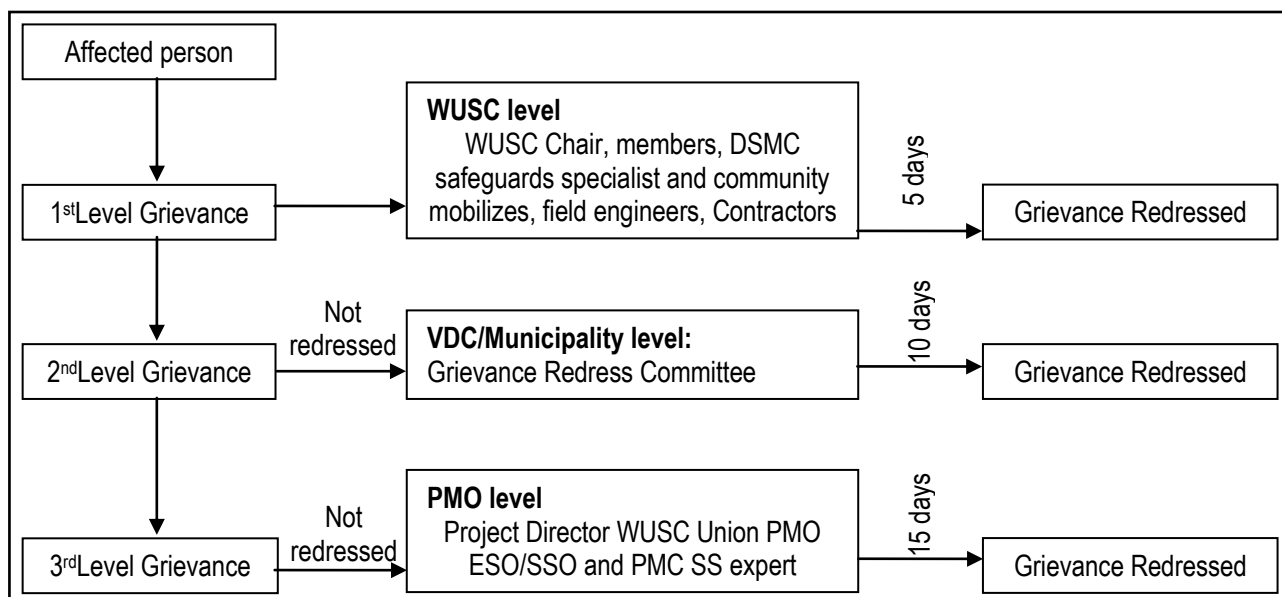 Affected person
WUSC level
WUSC Chair, members, DSMC
safeguards specialist and community
mobilizes, field engineers, Contractors
5 days
1stLevel Grievance
Grievance Redressed
Not
redressed
VDC/Municipality level:
Grievance Redress Committee
10 days
2ndLevel Grievance
Grievance Redressed
Not
redressed
PMO level
Project Director WUSC Union PMO
ESO/SSO and PMC SS expert
15 days
3rdLevel Grievance
Grievance Redressed